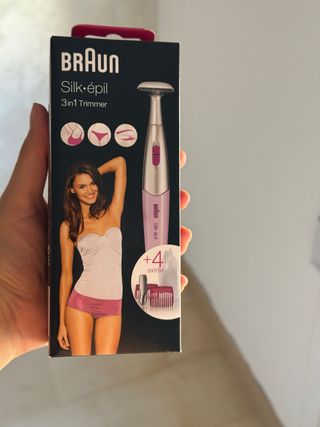 BRAUN
Silk•épil
3in1 Trimmer
BRAUN
Silk•épil
+4
extras